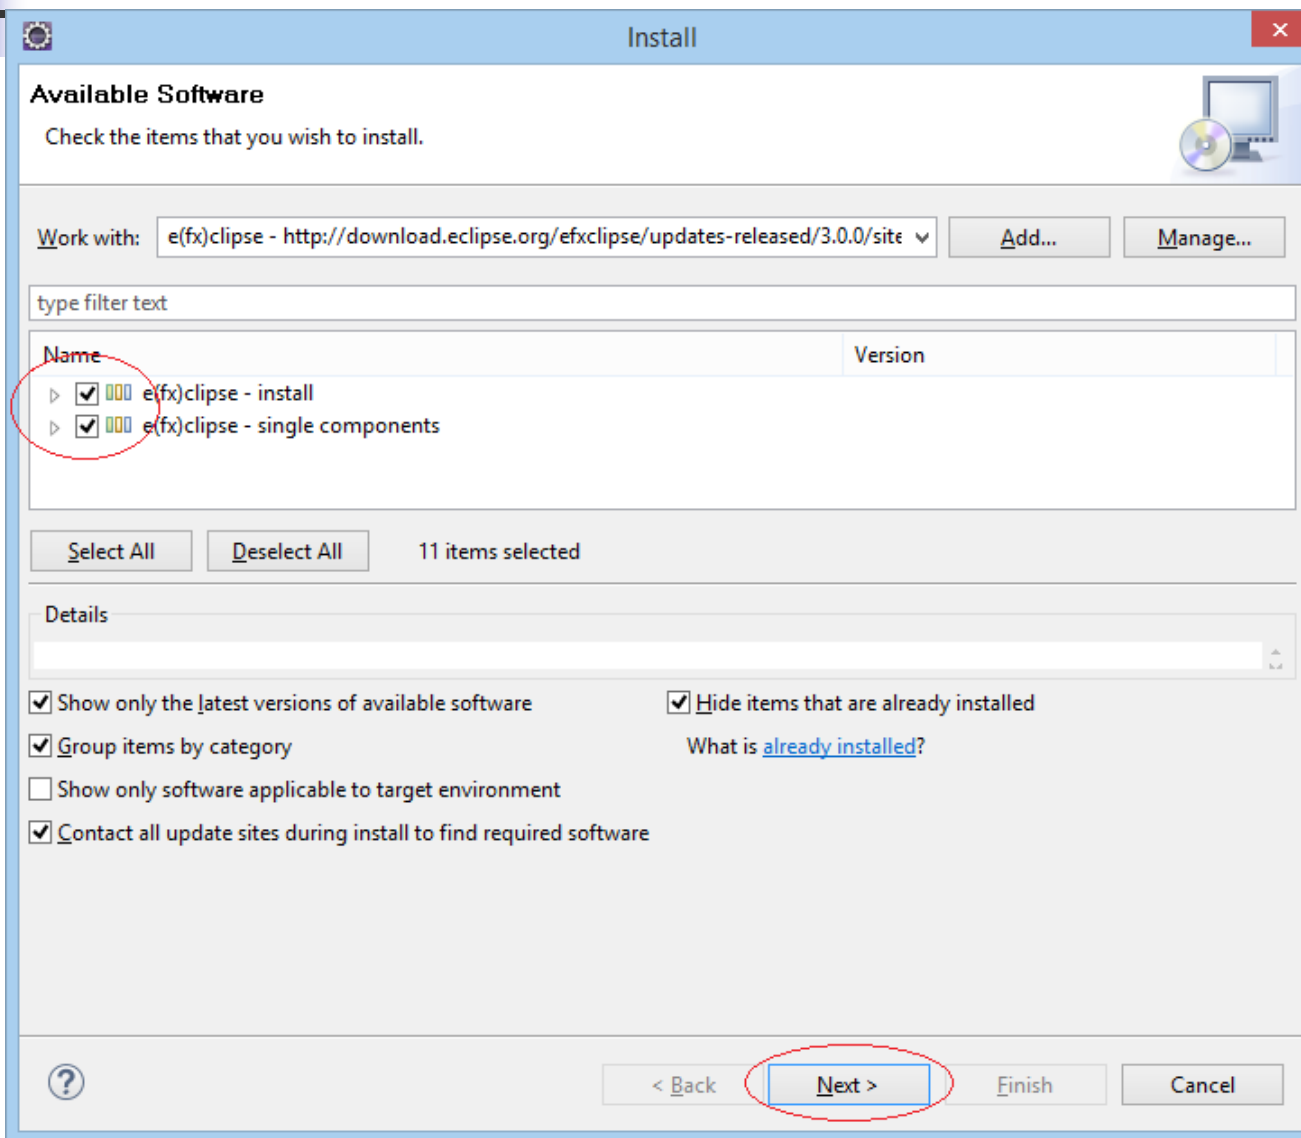 Install
Available Software
Check the items that you wish to install.
Work with: e(fx)clipse - http://download.eclipse.org/efxclipse/updates-released/3.0.0/site Add... Manage...
type filter text
Name Version
e(fx)clipse - install
e(fx)clipse - single components
Select All Deselect All 11 items selected
Details
Show only the latest versions of available software Hide items that are already installed
Group items by category What is already installed?
Show only software applicable to target environment
Contact all update sites during install to find required software
< Back Next > Finish Cancel